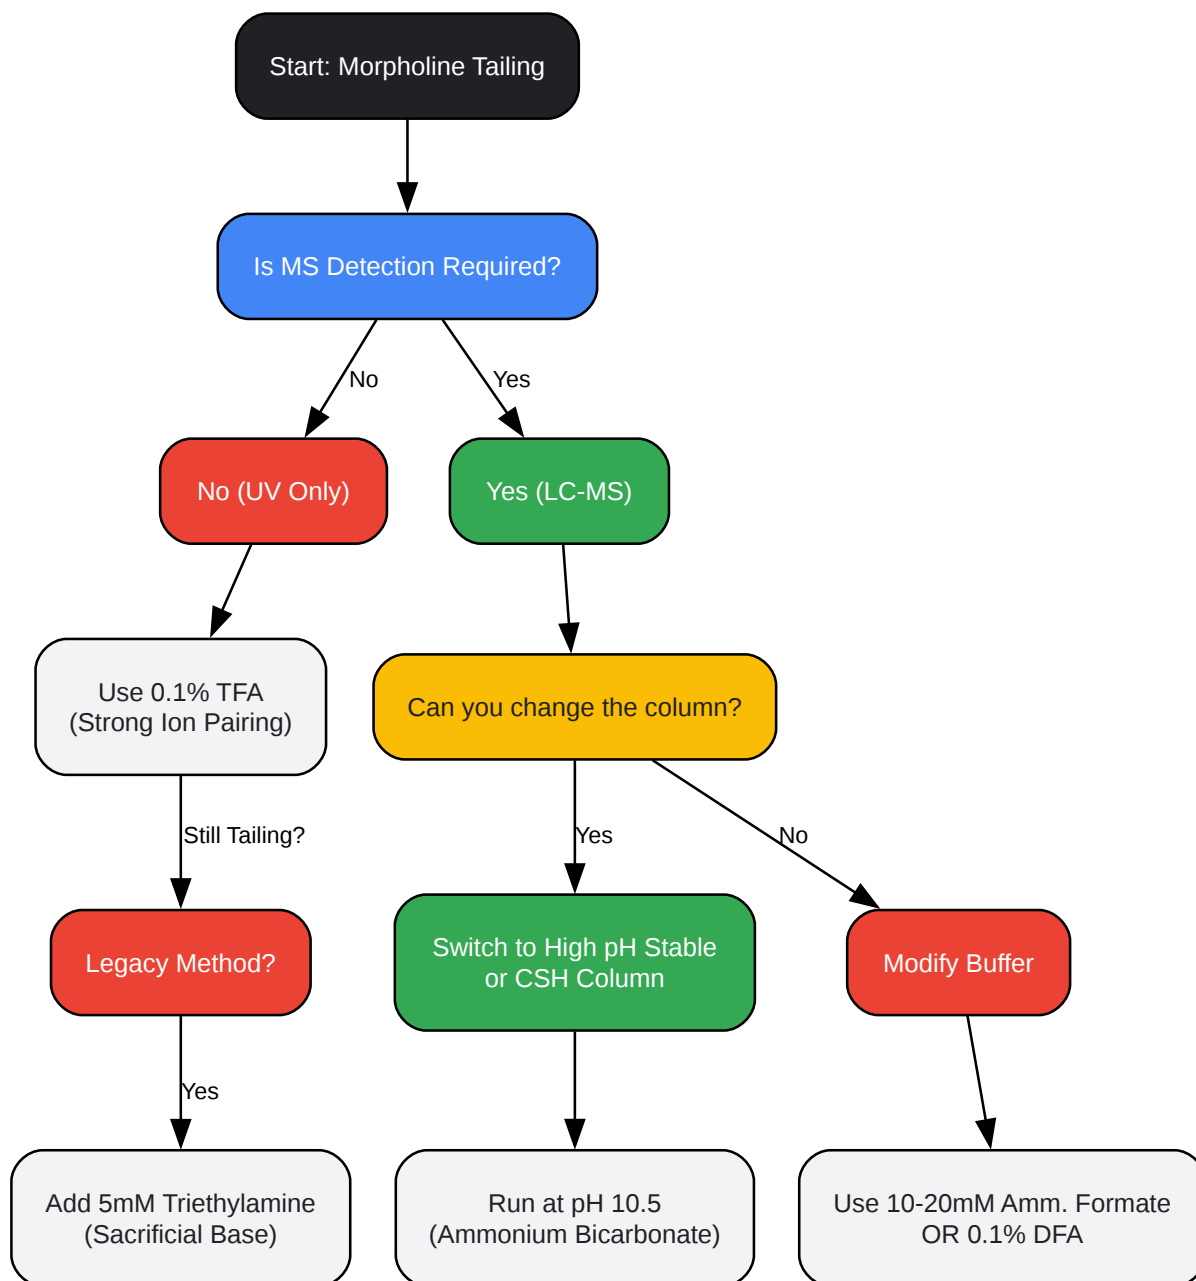 Start: Morpholine Tailing
Is MS Detection Required?
No
Yes
No (UV Only)
Yes (LC-MS)
Use 0.1% TFA
(Strong Ion Pairing)
Can you change the column?
Still Tailing?
Yes
No
Legacy Method?
Switch to High pH Stable
or CSH Column
Modify Buffer
Yes
Add 5mM Triethylamine
(Sacrificial Base)
Run at pH 10.5
(Ammonium Bicarbonate)
Use 10-20mM Amm. Formate
OR 0.1% DFA